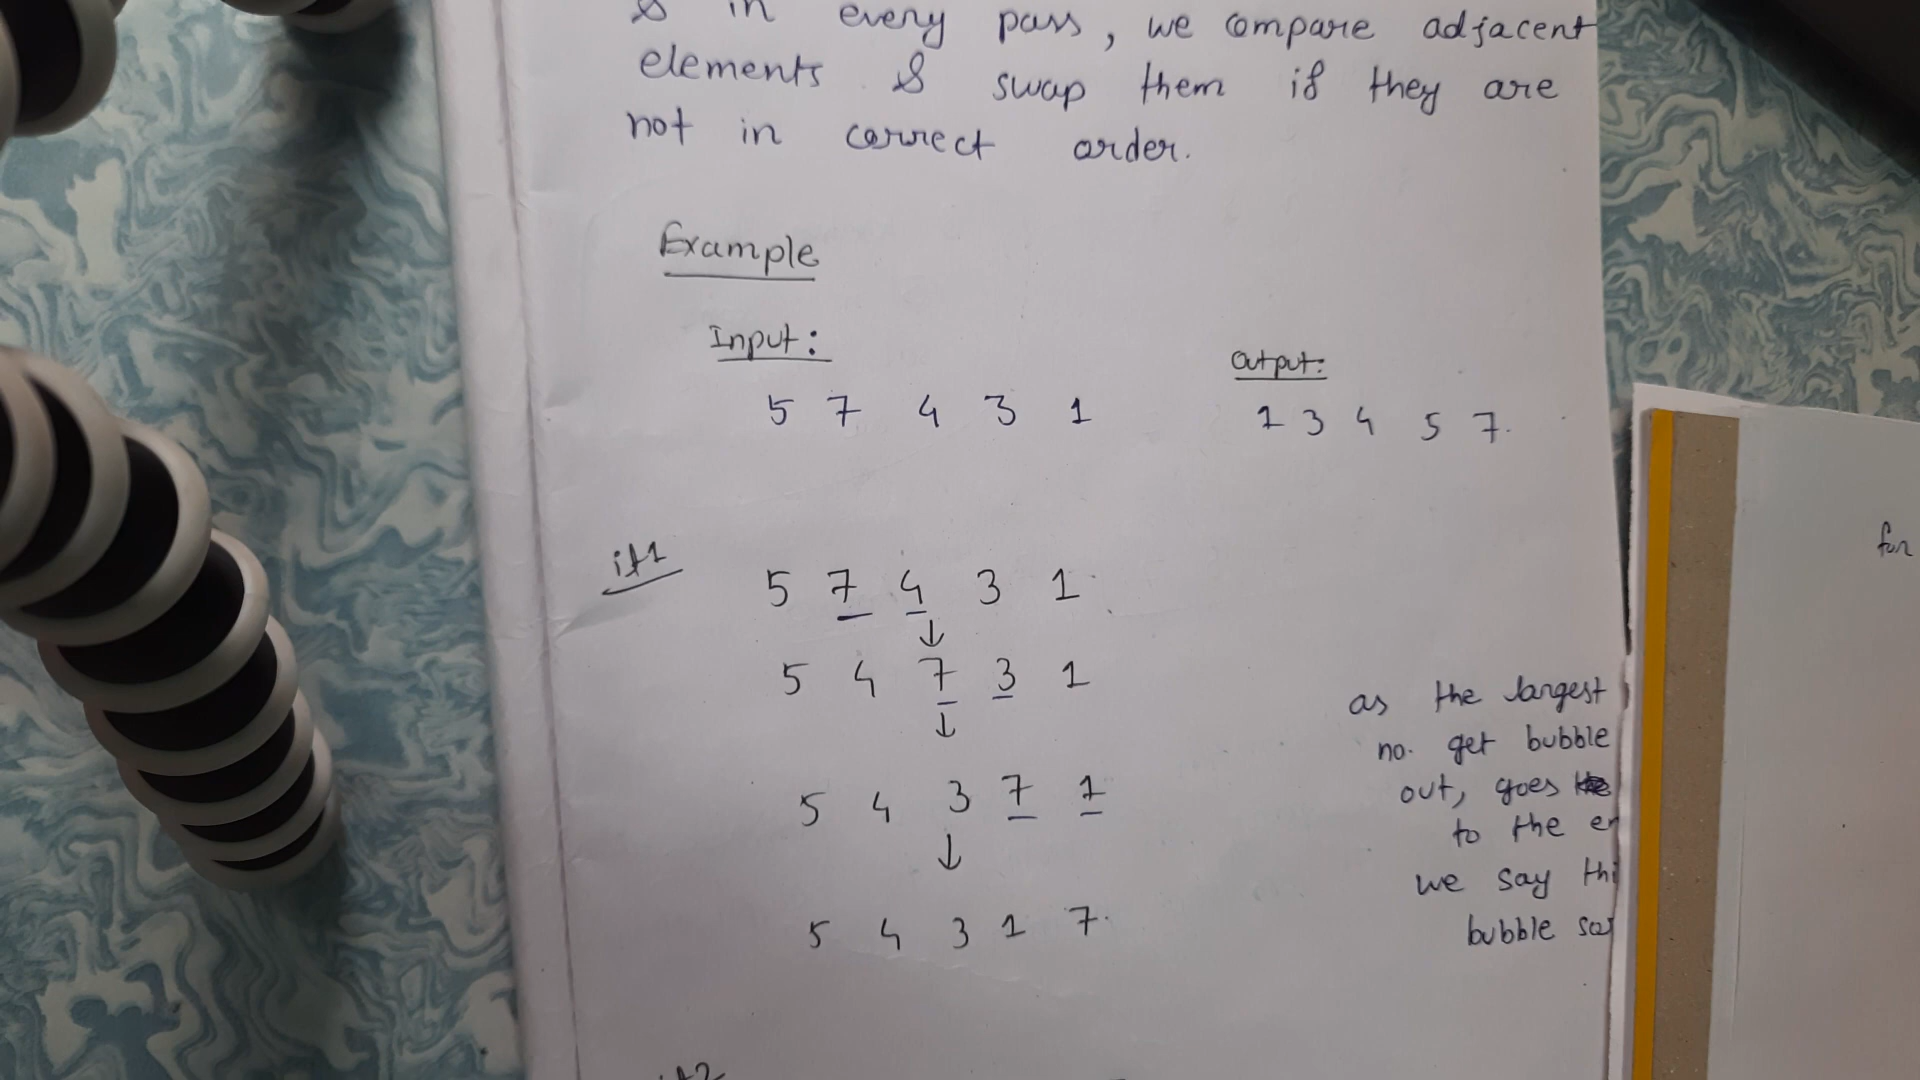 & in every pass, we compare adjacent
elements & swap them if they are
not in correct order.
Example
Input:
5 7 4 3 1
Output:
1 3 4 5 7.
it1
5 7 4 3 1
↓
5 4 7 3 1
↓
5 4 3 7 1
↓
5 4 3 1 7.
as the largest
no. get bubble
out, goes
to the
we say
bubble
for